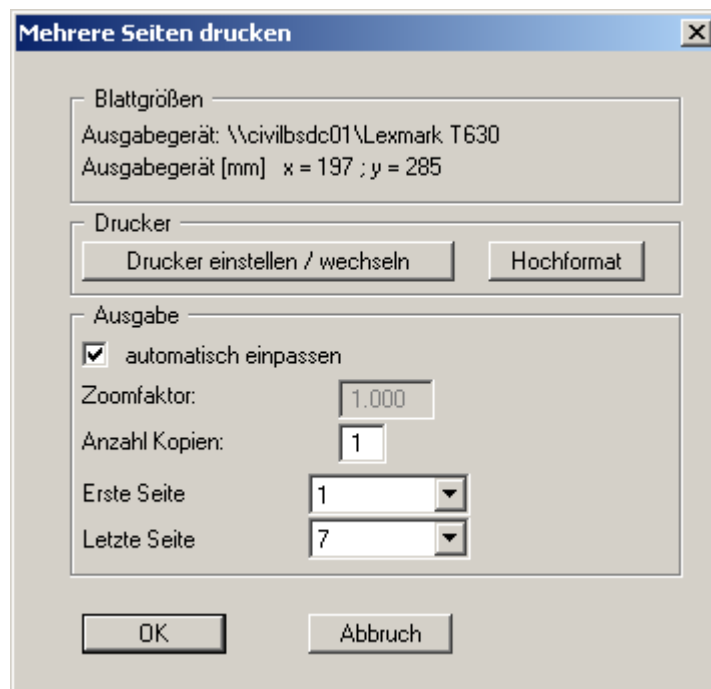 Mehrere Seiten drucken
Blattgrößen
Ausgabegerät: \\civilbsdc01\Lexmark T630
Ausgabegerät [mm] x = 197 ; y = 285
Drucker
Drucker einstellen / wechseln Hochformat
Ausgabe
automatisch einpassen
Zoomfaktor: 1.000
Anzahl Kopien: 1
Erste Seite 1
Letzte Seite 7
OK Abbruch